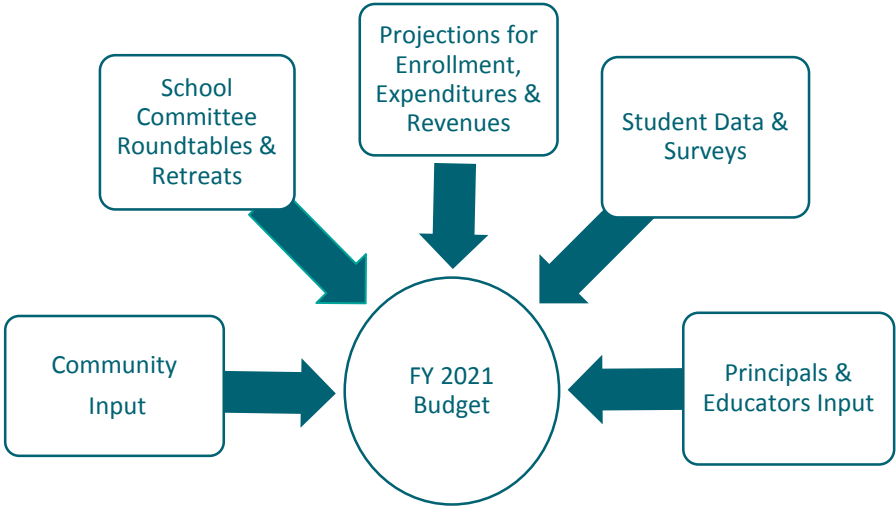 Projections for
Enrollment,
Expenditures &
Revenues
School
Committee
Roundtables &
Retreats
Student Data &
Surveys
Community
Input
FY 2021
Budget
Principals &
Educators Input